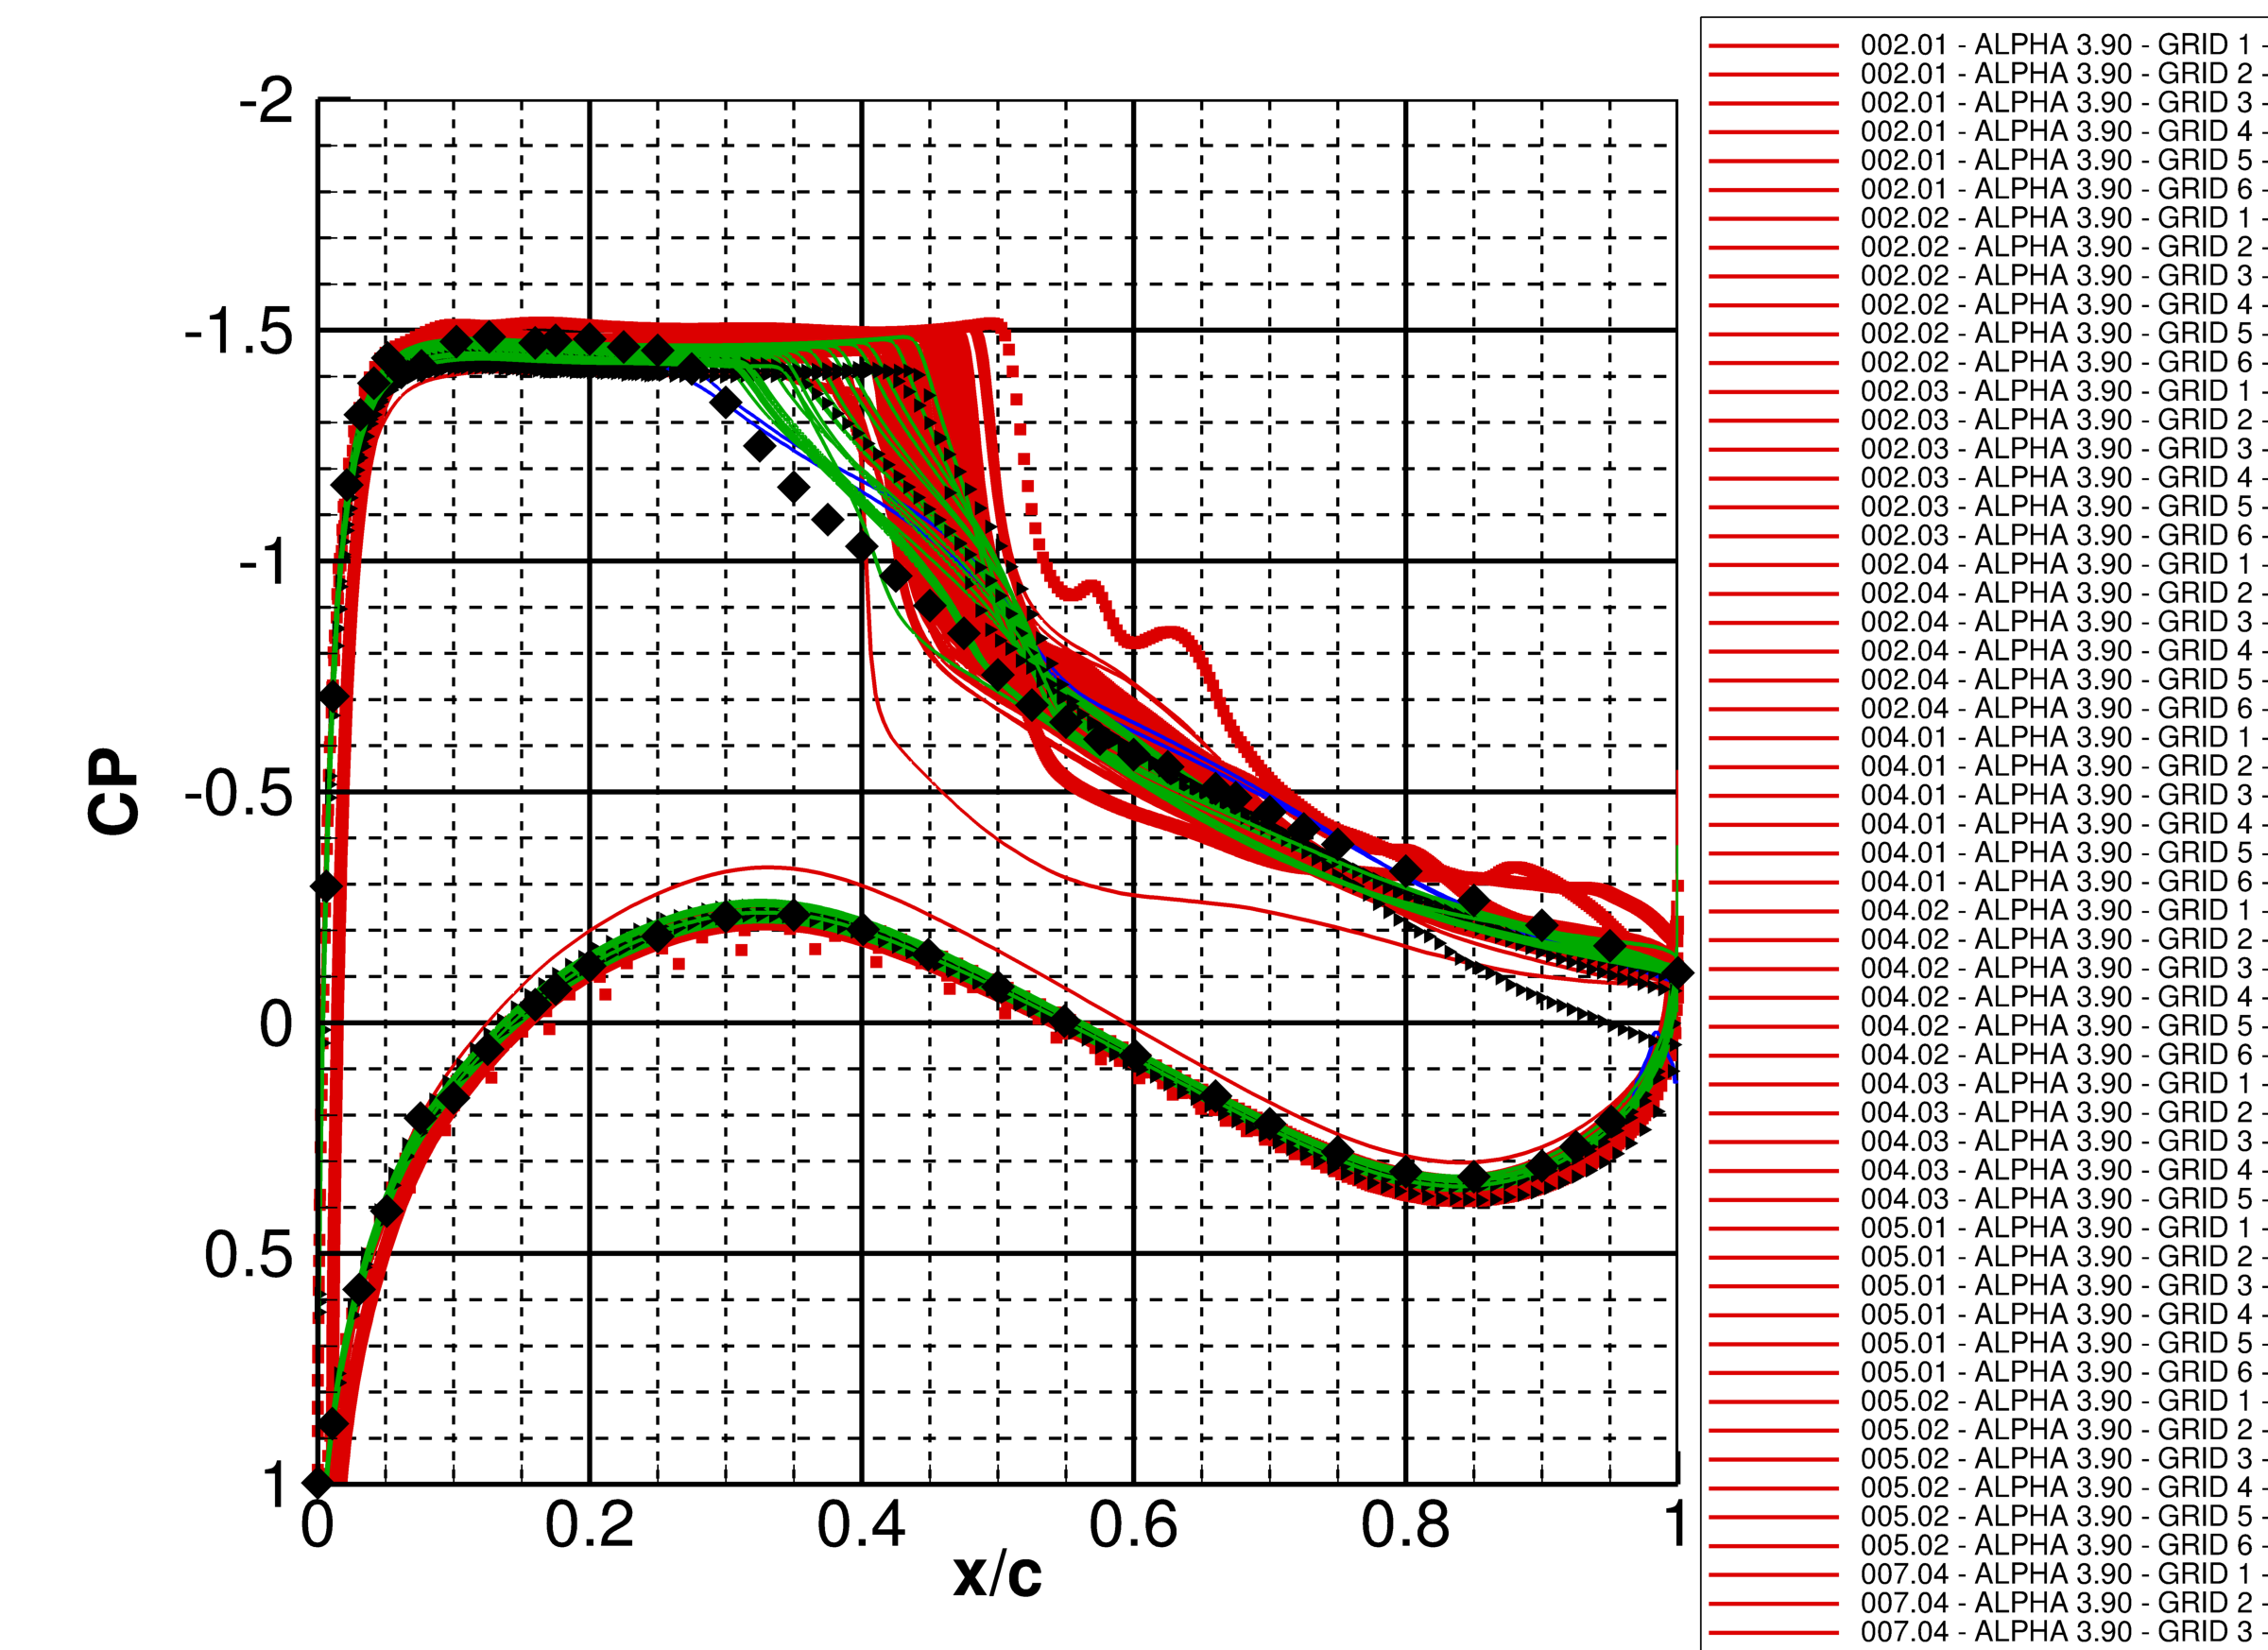 -2
-1.5
-1
-0.5
0
0.5
1
CP
0 0.2 0.4 0.6 0.8 1
x/c
002.01 - ALPHA 3.90 - GRID 1 -
002.01 - ALPHA 3.90 - GRID 2 -
002.01 - ALPHA 3.90 - GRID 3 -
002.01 - ALPHA 3.90 - GRID 4 -
002.01 - ALPHA 3.90 - GRID 5 -
002.01 - ALPHA 3.90 - GRID 6 -
002.02 - ALPHA 3.90 - GRID 1 -
002.02 - ALPHA 3.90 - GRID 2 -
002.02 - ALPHA 3.90 - GRID 3 -
002.02 - ALPHA 3.90 - GRID 4 -
002.02 - ALPHA 3.90 - GRID 5 -
002.02 - ALPHA 3.90 - GRID 6 -
002.03 - ALPHA 3.90 - GRID 1 -
002.03 - ALPHA 3.90 - GRID 2 -
002.03 - ALPHA 3.90 - GRID 3 -
002.03 - ALPHA 3.90 - GRID 4 -
002.03 - ALPHA 3.90 - GRID 5 -
002.03 - ALPHA 3.90 - GRID 6 -
002.04 - ALPHA 3.90 - GRID 1 -
002.04 - ALPHA 3.90 - GRID 2 -
002.04 - ALPHA 3.90 - GRID 3 -
002.04 - ALPHA 3.90 - GRID 4 -
002.04 - ALPHA 3.90 - GRID 5 -
002.04 - ALPHA 3.90 - GRID 6 -
004.01 - ALPHA 3.90 - GRID 1 -
004.01 - ALPHA 3.90 - GRID 2 -
004.01 - ALPHA 3.90 - GRID 3 -
004.01 - ALPHA 3.90 - GRID 4 -
004.01 - ALPHA 3.90 - GRID 5 -
004.01 - ALPHA 3.90 - GRID 6 -
004.02 - ALPHA 3.90 - GRID 1 -
004.02 - ALPHA 3.90 - GRID 2 -
004.02 - ALPHA 3.90 - GRID 3 -
004.02 - ALPHA 3.90 - GRID 4 -
004.02 - ALPHA 3.90 - GRID 5 -
004.02 - ALPHA 3.90 - GRID 6 -
004.03 - ALPHA 3.90 - GRID 1 -
004.03 - ALPHA 3.90 - GRID 2 -
004.03 - ALPHA 3.90 - GRID 3 -
004.03 - ALPHA 3.90 - GRID 4 -
004.03 - ALPHA 3.90 - GRID 5 -
005.01 - ALPHA 3.90 - GRID 1 -
005.01 - ALPHA 3.90 - GRID 2 -
005.01 - ALPHA 3.90 - GRID 3 -
005.01 - ALPHA 3.90 - GRID 4 -
005.01 - ALPHA 3.90 - GRID 5 -
005.01 - ALPHA 3.90 - GRID 6 -
005.02 - ALPHA 3.90 - GRID 1 -
005.02 - ALPHA 3.90 - GRID 2 -
005.02 - ALPHA 3.90 - GRID 3 -
005.02 - ALPHA 3.90 - GRID 4 -
005.02 - ALPHA 3.90 - GRID 5 -
005.02 - ALPHA 3.90 - GRID 6 -
007.04 - ALPHA 3.90 - GRID 1 -
007.04 - ALPHA 3.90 - GRID 2 -
007.04 - ALPHA 3.90 - GRID 3 -